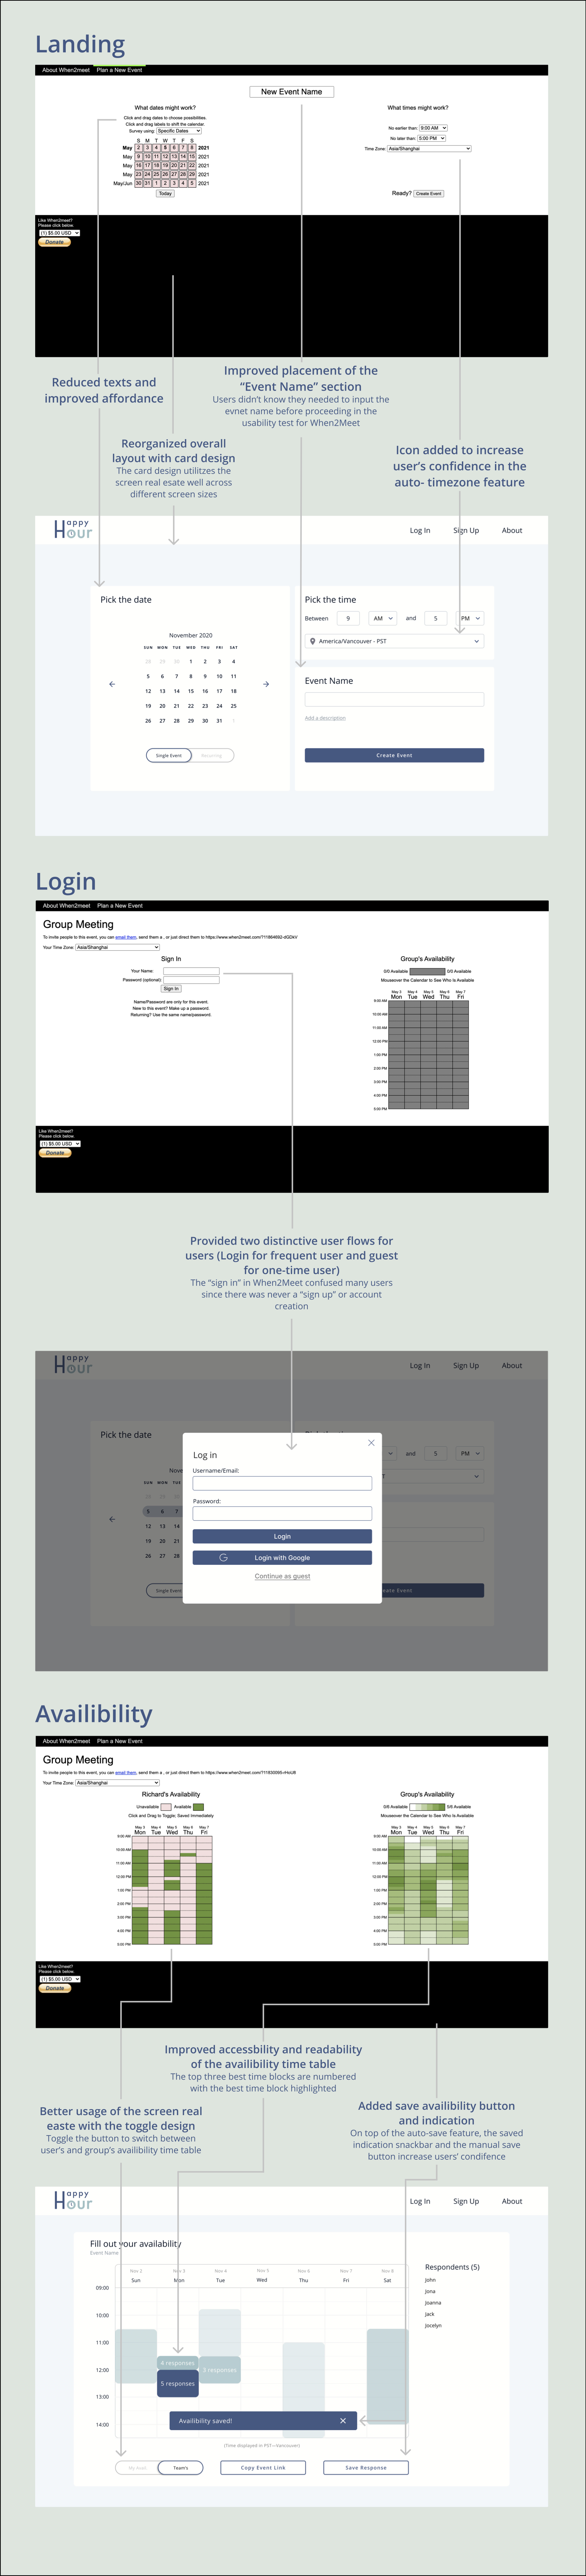 Landing
About When2meet Plan a New Event
New Event Name
What dates might work?
Click and drag dates to choose possibilities.
Click and drag labels to shift the calendar.
Survey using: Specific Dates
S M T W T F S
May 2 3 4 5 6 7 8 2021
May 9 10 11 12 13 14 15 2021
May 16 17 18 19 20 21 22 2021
May 23 24 25 26 27 28 29 2021
May/Jun 30 31 1 2 3 4 5 2021
Today
What times might work?
No earlier than: 9:00 AM
No later than: 5:00 PM
Time Zone: Asia/Shanghai
Ready? Create Event
Like When2meet?
Please click below.
(1) $5.00 USD
Donate
Reduced texts and
improved affordance
Improved placement of the
“Event Name” section
Users didn't know they needed to input the
evnet name before proceeding in the
usability test for When2Meet
Reorganized overall
layout with card design
The card design utilitzes the
screen real esate well across
different screen sizes
Icon added to increase
user's confidence in the
auto- timezone feature
Happy
Hour
Log In Sign Up About
Pick the date
November 2020
SUN MON TUE WED THU FRI SAT
28 29 30 1 2 3 4
5 6 7 8 9 10 11
12 13 14 15 16 17 18
19 20 21 22 23 24 25
26 27 28 29 30 31 1
Single Event Recurring
Pick the time
Between 9 AM and 5 PM
America/Vancouver - PST
Event Name
Add a description
Create Event
Login
About When2meet Plan a New Event
Group Meeting
To invite people to this event, you can email them, send them a , or just direct them to
Your Time Zone: Asia/Shanghai
Sign In
Your Name:
Password (optional):
Sign In
Name/Password are only for this event.
New to this event? Make up a password.
Returning? Use the same name/password.
Group's Availability
0/0 Available 0/0 Available
Mouseover the Calendar to See Who Is Available
May 3 May 4 May 5 May 6 May 7
Mon Tue Wed Thu Fri
9:00 AM
10:00 AM
11:00 AM
12:00 PM
1:00 PM
2:00 PM
3:00 PM
4:00 PM
5:00 PM
Like When2meet?
Please click below.
(1) $5.00 USD
Donate
Provided two distinctive user flows for
users (Login for frequent user and guest
for one-time user)
The “sign in” in When2Meet confused many users
since there was never a “sign up” or account
creation
Happy
Hour
Log In Sign Up About
Pick the date
Nove
SUN MON TUE
28 29 30
5 6 7
12 13 14
19 20 21
26 27 28
Single Event
and 5 PM
T
eate Event
Log in
Username/Email:
Password:
Login
Login with Google
Continue as guest
Availibility
About When2meet Plan a New Event
Group Meeting
To invite people to this event, you can email them, send them a , or just direct them to
Your Time Zone: Asia/Shanghai
Richard's Availability
Unavailable Available
Click and Drag to Toggle; Saved Immediately
May 3 May 4 May 5 May 6 May 7
Mon Tue Wed Thu Fri
9:00 AM
10:00 AM
11:00 AM
12:00 PM
1:00 PM
2:00 PM
3:00 PM
4:00 PM
5:00 PM
Group's Availability
0/5 Available 5/5 Available
Mouseover the Calendar to See Who Is Available
May 3 May 4 May 5 May 6 May 7
Mon Tue Wed Thu Fri
9:00 AM
10:00 AM
11:00 AM
12:00 PM
1:00 PM
2:00 PM
3:00 PM
4:00 PM
5:00 PM
Like When2meet?
Please click below.
(1) $5.00 USD
Donate
Improved accessbility and readability
of the availibility time table
The top three best time blocks are numbered
with the best time block highlighted
Better usage of the screen real
easte with the toggle design
Toggle the button to switch between
user's and group's availibility time table
Added save availibility button
and indication
On top of the auto-save feature, the saved
indication snackbar and the manual save
button increase users' condifence
Happy
Hour
Log In Sign Up About
Fill out your availability
Event Name
Nov 2 Nov 3 Nov 4 Nov 5 Nov 6 Nov 7 Nov 8
Sun Mon Tue Wed Thu Fri Sat
09:00
10:00
11:00
12:00
13:00
14:00
4 responses
3 responses
5 responses
Availibility saved!
(Time displayed in PST—Vancouver)
Team's
Copy Event Link
Save Response
Respondents (5)
John
Jona
Joanna
Jack
Jocelyn